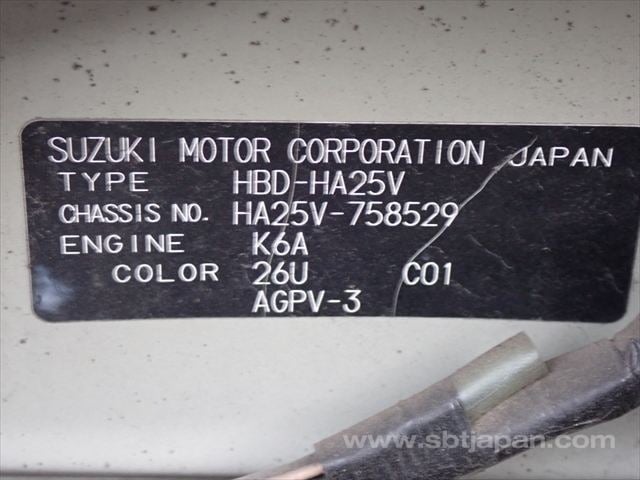 SUZUKI MOTOR CORPORATION JAPAN
TYPE HBD-HA25V
CHASSIS NO. HA25V-758529
ENGINE K6A
COLOR 26U C01
AGPV-3
www.sbtjapan.com